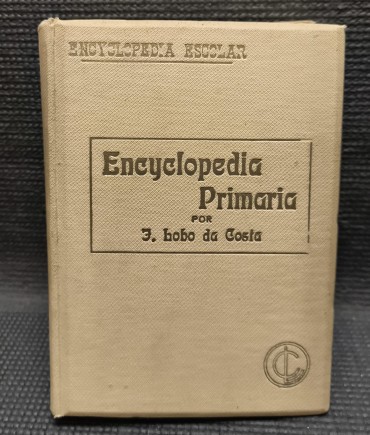 ENCYCLOPEDIA ESCOLAR
Encyclopedia
Primaria
POR
J. Lobo da Costa